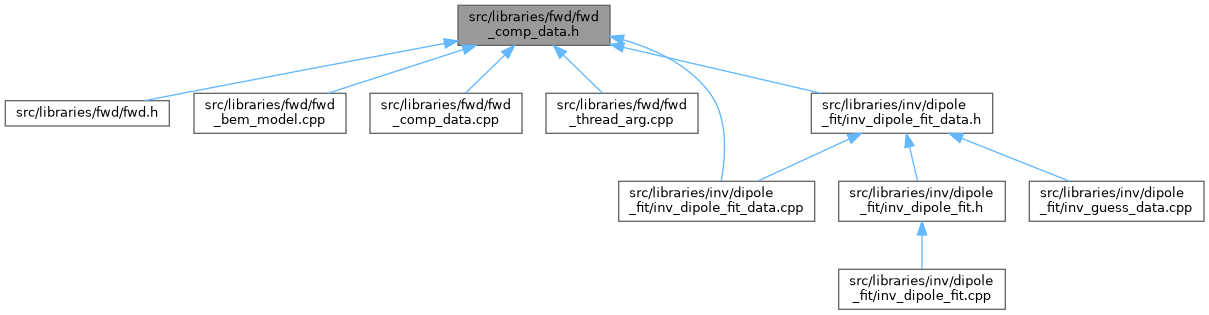 src/libraries/fwd/fwd
_comp_data.h
src/libraries/fwd/fwd.h
src/libraries/fwd/fwd
_bem_model.cpp
src/libraries/fwd/fwd
_comp_data.cpp
src/libraries/fwd/fwd
_thread_arg.cpp
src/libraries/inv/dipole
_fit/inv_dipole_fit_data.h
src/libraries/inv/dipole
_fit/inv_dipole_fit_data.cpp
src/libraries/inv/dipole
_fit/inv_dipole_fit.h
src/libraries/inv/dipole
_fit/inv_guess_data.cpp
src/libraries/inv/dipole
_fit/inv_dipole_fit.cpp